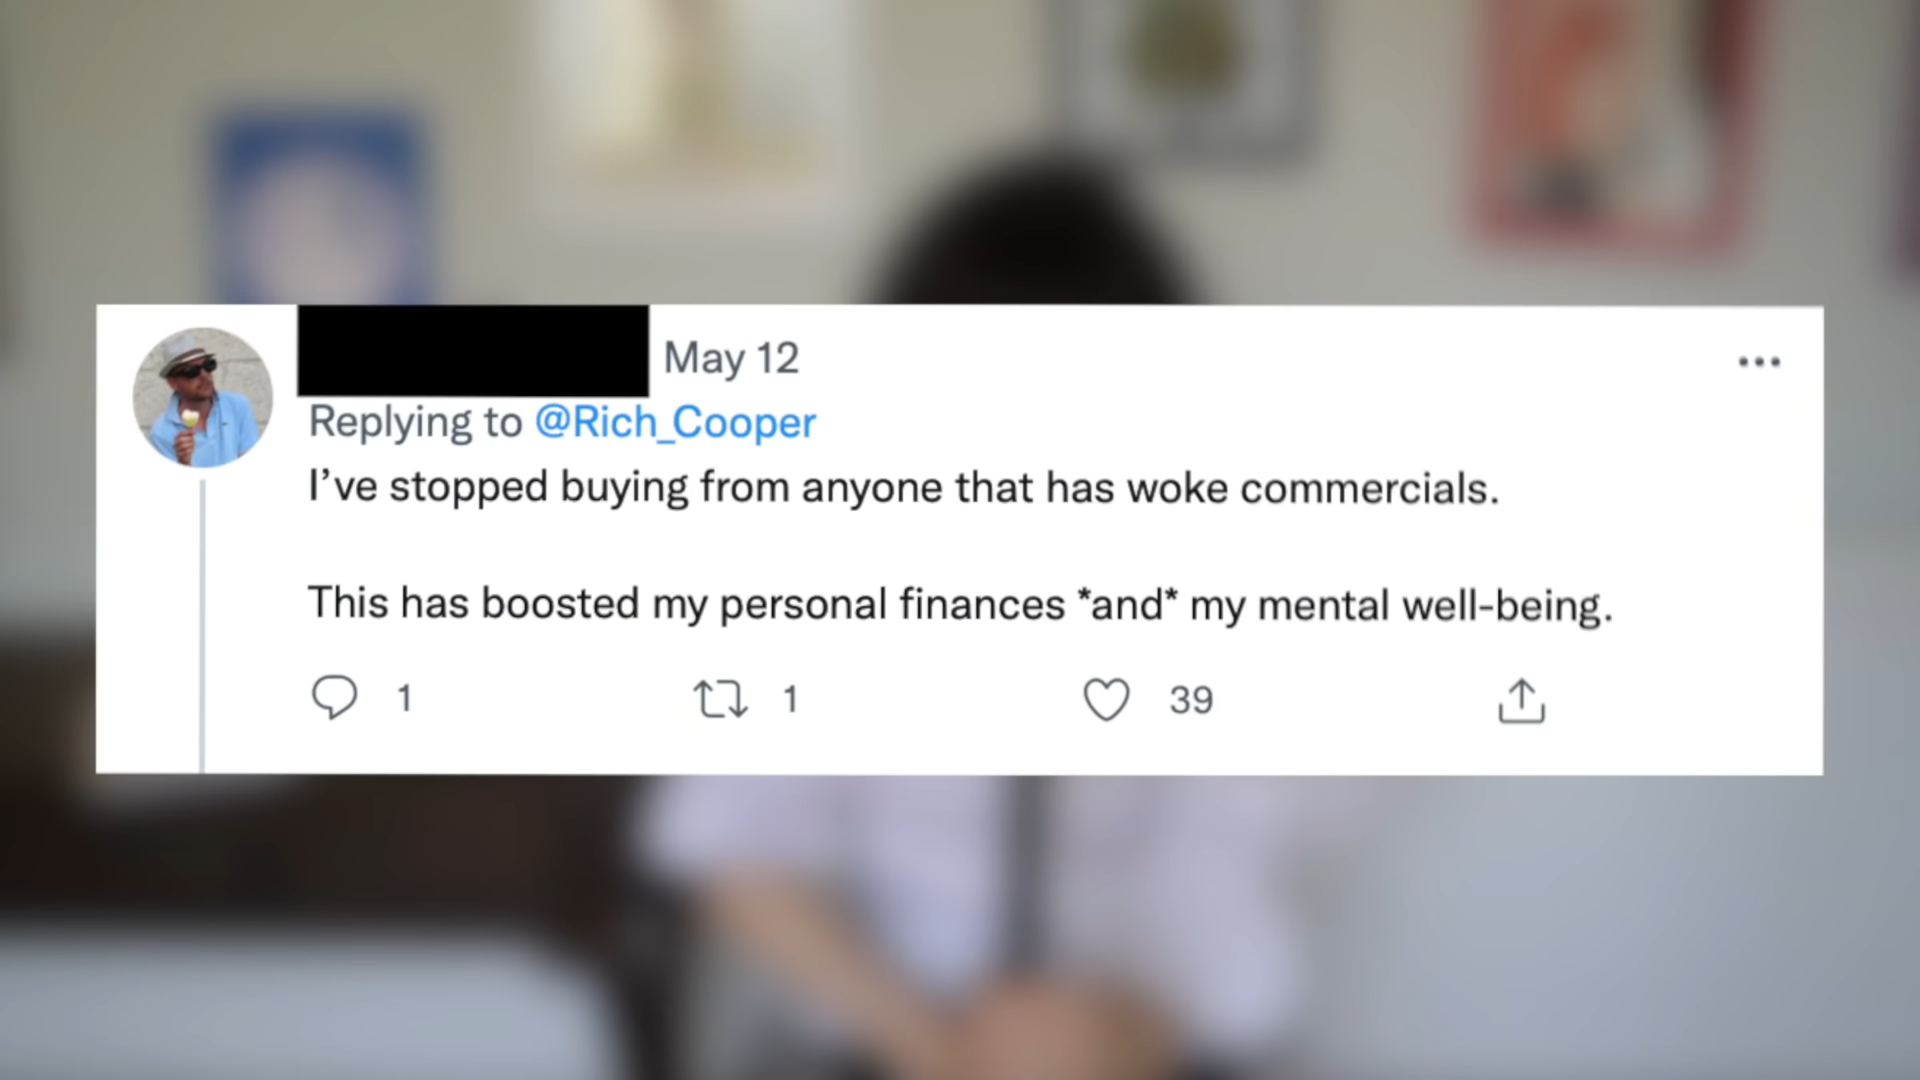 May 12
Replying to @Rich_Cooper
I've stopped buying from anyone that has woke commercials.
This has boosted my personal finances *and* my mental well-being.
1 1 39